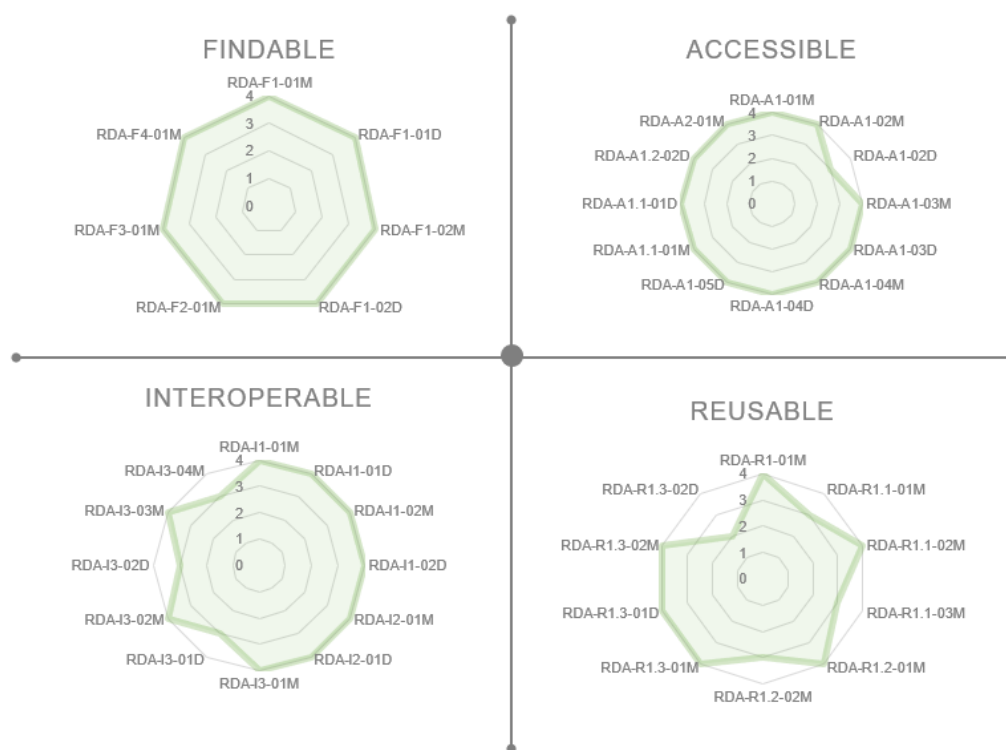 FINDABLE
RDA-F1-01M
4
3
2
1
0
RDA-F1-01D
RDA-F1-02M
RDA-F1-02D
RDA-F2-01M
RDA-F3-01M
RDA-F4-01M
ACCESSIBLE
RDA-A1-01M
4
3
2
1
0
RDA-A1-02M
RDA-A1-02D
RDA-A1-03M
RDA-A1-03D
RDA-A1-04M
RDA-A1-04D
RDA-A1-05D
RDA-A1.1-01M
RDA-A1.1-01D
RDA-A1.2-02D
RDA-A2-01M
INTEROPERABLE
RDA-I1-01M
4
3
2
1
0
RDA-I1-01D
RDA-I1-02M
RDA-I1-02D
RDA-I2-01M
RDA-I2-01D
RDA-I3-01M
RDA-I3-01D
RDA-I3-02M
RDA-I3-02D
RDA-I3-03M
RDA-I3-04M
REUSABLE
RDA-R1-01M
4
3
2
1
0
RDA-R1.1-01M
RDA-R1.1-02M
RDA-R1.1-03M
RDA-R1.2-01M
RDA-R1.2-02M
RDA-R1.3-01M
RDA-R1.3-01D
RDA-R1.3-02M
RDA-R1.3-02D